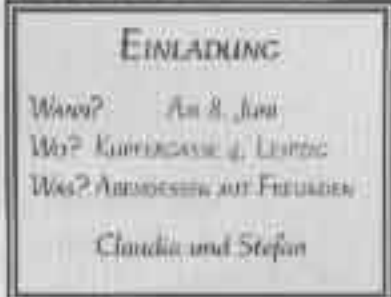 EINLADUNG
WANN? AM 8. Juni
WO? KUPFERGASSE LEIPZIG
WAS? ABENDESSEN MIT FREUNDEN
Claudia und Stefan